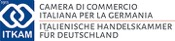 CAMERA DI COMMERCIO
ITALIANA PER LA GERMANIA
ITALIENISCHE HANDELSKAMMER
FÜR DEUTSCHLAND
ITKAM